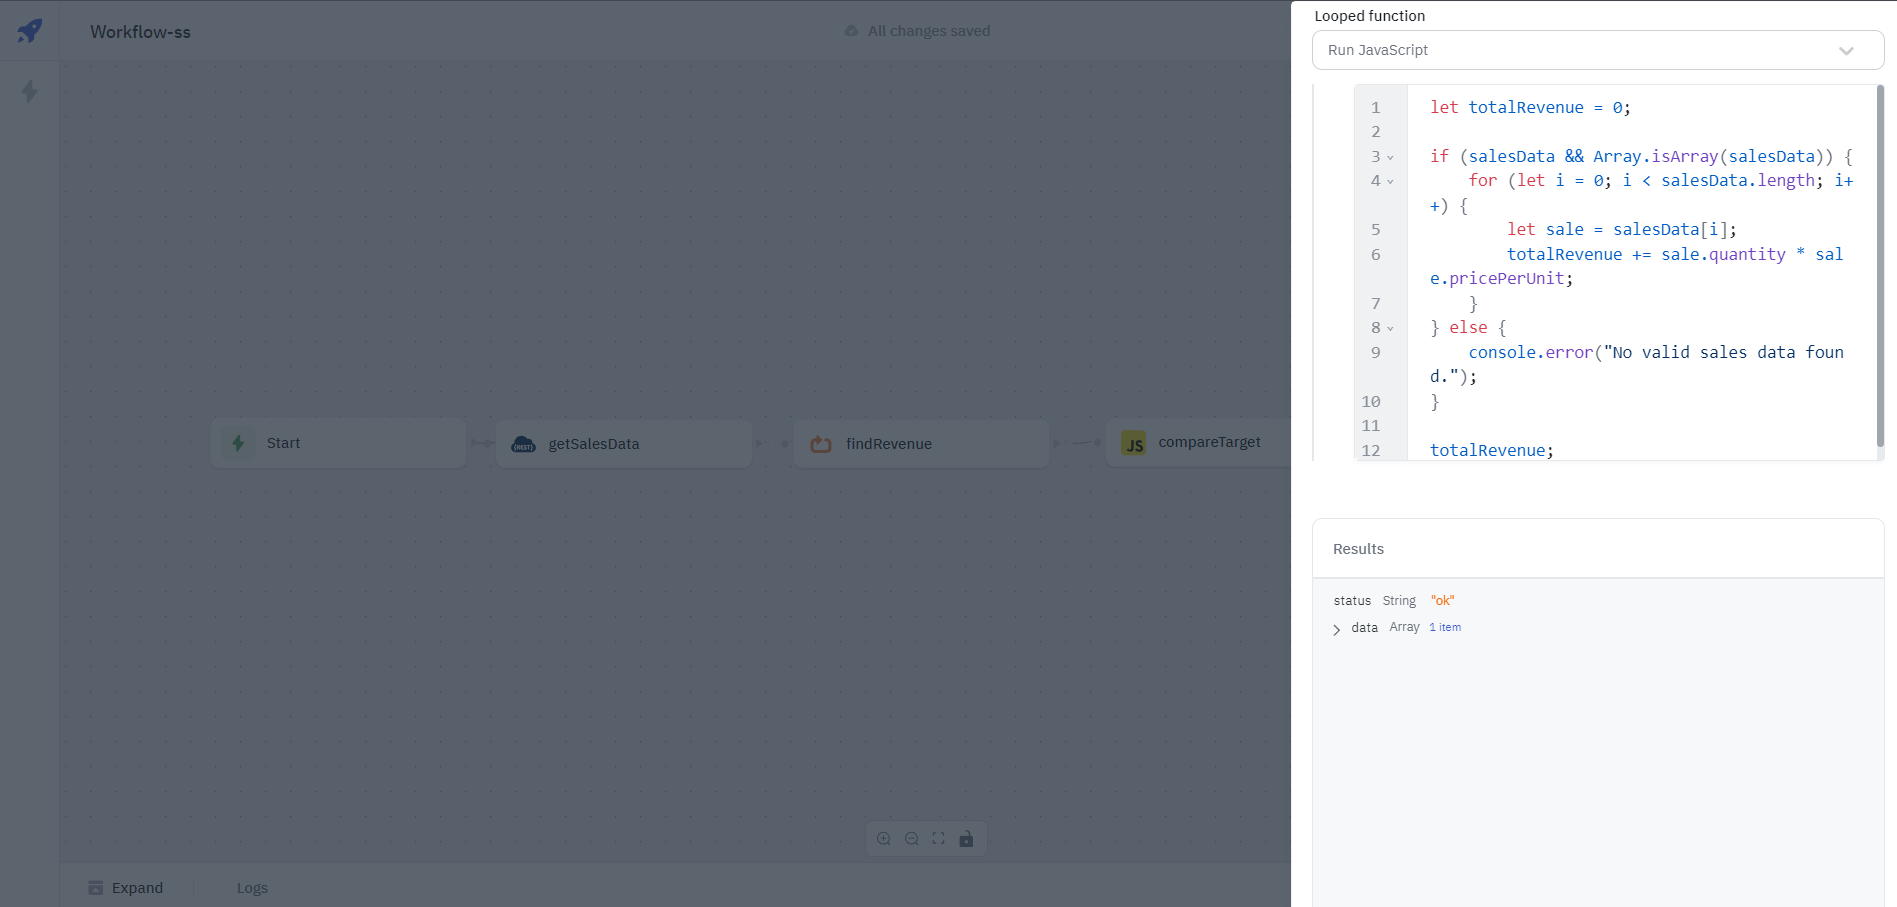 Workflow-ss
All changes saved
Start
getSalesData
findRevenue
JS
compareTarget
Expand
Logs
Looped function
Run JavaScript
1 let totalRevenue = 0;
2
3 if (salesData && Array.isArray(salesData)) {
4 for (let i = 0; i < salesData.length; i+
+) {
5 let sale = salesData[i];
6 totalRevenue += sale.quantity * sal
e.pricePerUnit;
7 }
8 } else {
9 console.error("No valid sales data foun
d.");
10 }
11
12 totalRevenue;
Results
status String "ok"
data Array 1 item